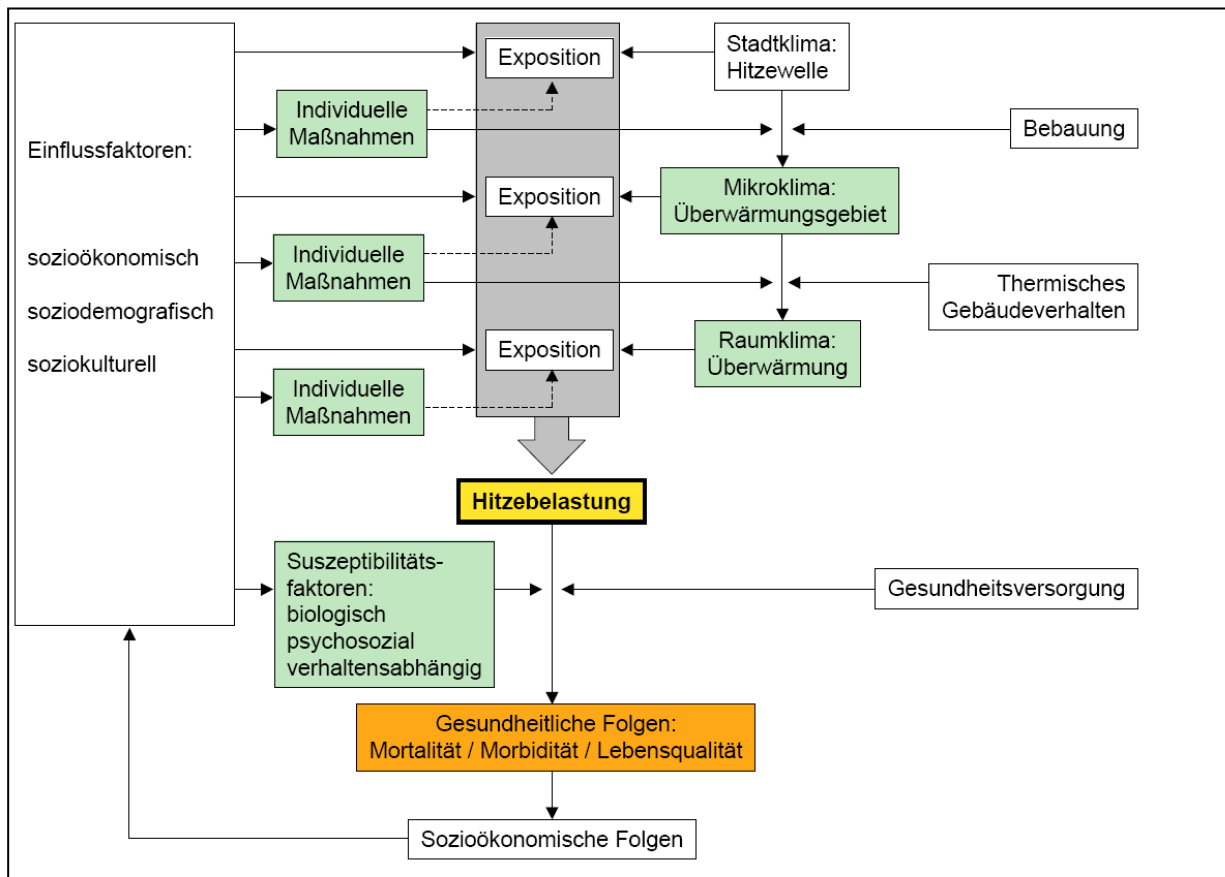 Exposition
Stadtklima:
Hitzewelle
Individuelle
Maßnahmen
Bebauung
Einflussfaktoren:
Exposition
Mikroklima:
Überwärmungsgebiet
sozioökonomisch
Individuelle
Maßnahmen
Thermisches
Gebäudeverhalten
soziodemografisch
Exposition
Raumklima:
Überwärmung
soziokulturell
Individuelle
Maßnahmen
Hitzebelastung
Suszeptibilitäts-
faktoren:
biologisch
psychosozial
verhaltensabhängig
Gesundheitsversorgung
Gesundheitliche Folgen:
Mortalität / Morbidität / Lebensqualität
Sozioökonomische Folgen